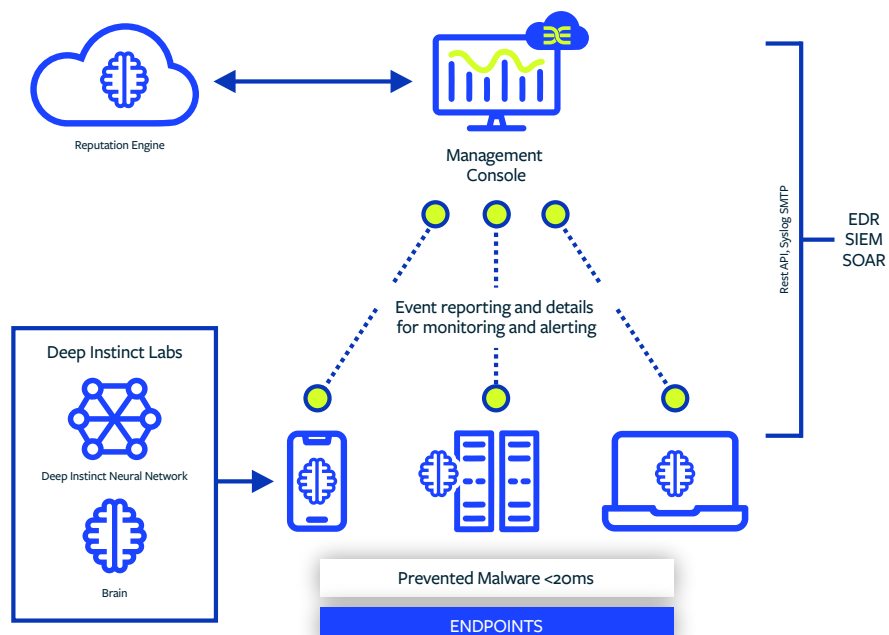 Reputation Engine
Management
Console
Rest API, Syslog SMTP
EDR
SIEM
SOAR
Event reporting and details
for monitoring and alerting
Deep Instinct Labs
Deep Instinct Neural Network
Brain
Prevented Malware <20ms
ENDPOINTS